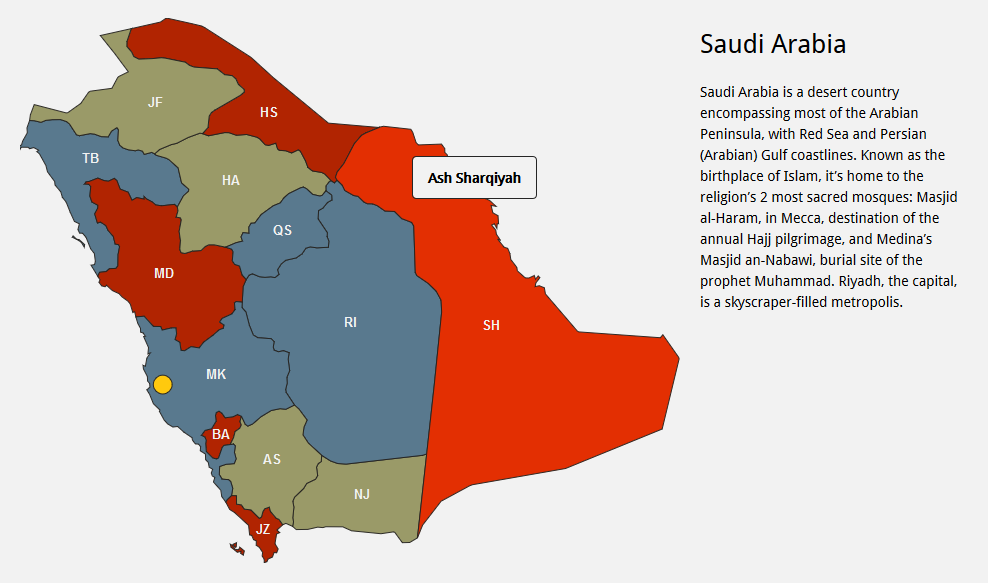 Saudi Arabia
Saudi Arabia is a desert country
encompassing most of the Arabian
Peninsula, with Red Sea and Persian
(Arabian) Gulf coastlines. Known as the
birthplace of Islam, it's home to the
religion's 2 most sacred mosques: Masjid
al-Haram, in Mecca, destination of the
annual Hajj pilgrimage, and Medina's
Masjid an-Nabawi, burial site of the
prophet Muhammad. Riyadh, the capital,
is a skyscraper-filled metropolis.
JF
HS
TB
HA
Ash Sharqiyah
QS
MD
RI
SH
MK
BA
AS
NJ
JZ